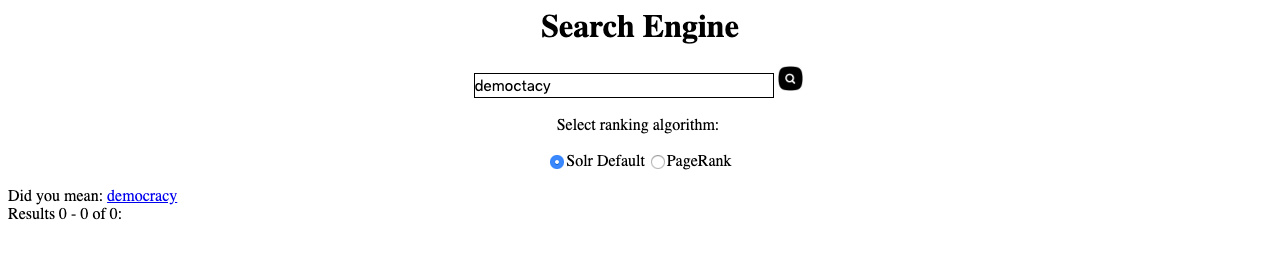 Search Engine
democtacy
Select ranking algorithm:
Solr Default PageRank
Did you mean: democracy
Results 0 - 0 of 0: